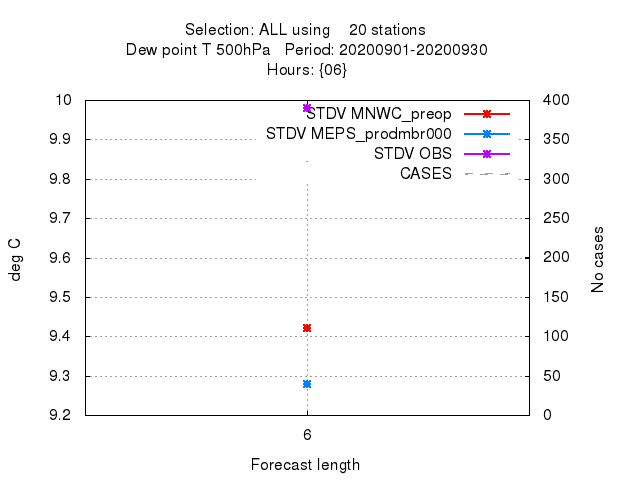 Selection: ALL using    20 stations
Dew point T 500hPa   Period: 20200901-20200930
Hours: {06}
10
9.9
9.8
9.7
9.6
9.5
9.4
9.3
9.2
deg C
STDV MNWC_preop
STDV MEPS_prodmbr000
STDV OBS
CASES
400
350
300
250
200
150
100
50
0
No cases
6
Forecast length